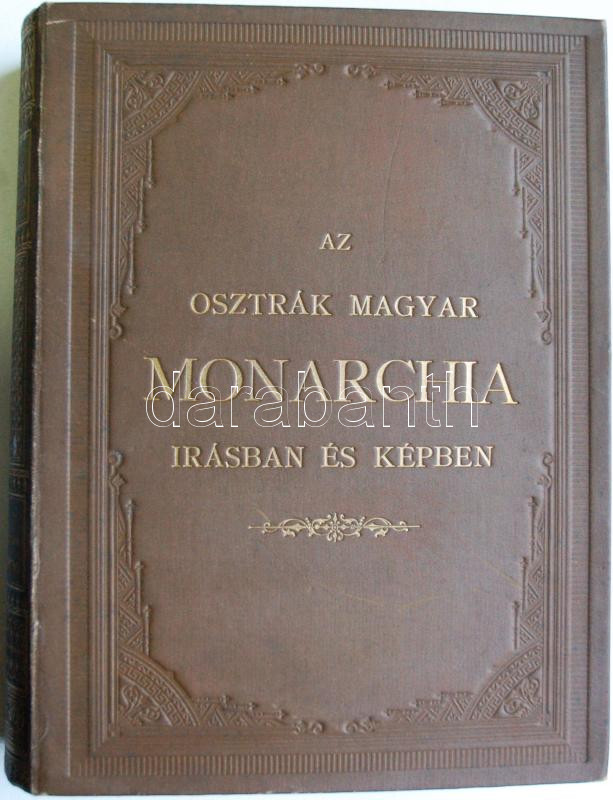 AZ
OSZTRÁK MAGYAR
MONARCHIA
darabanth
IRÁSBAN ÉS KÉPBEN